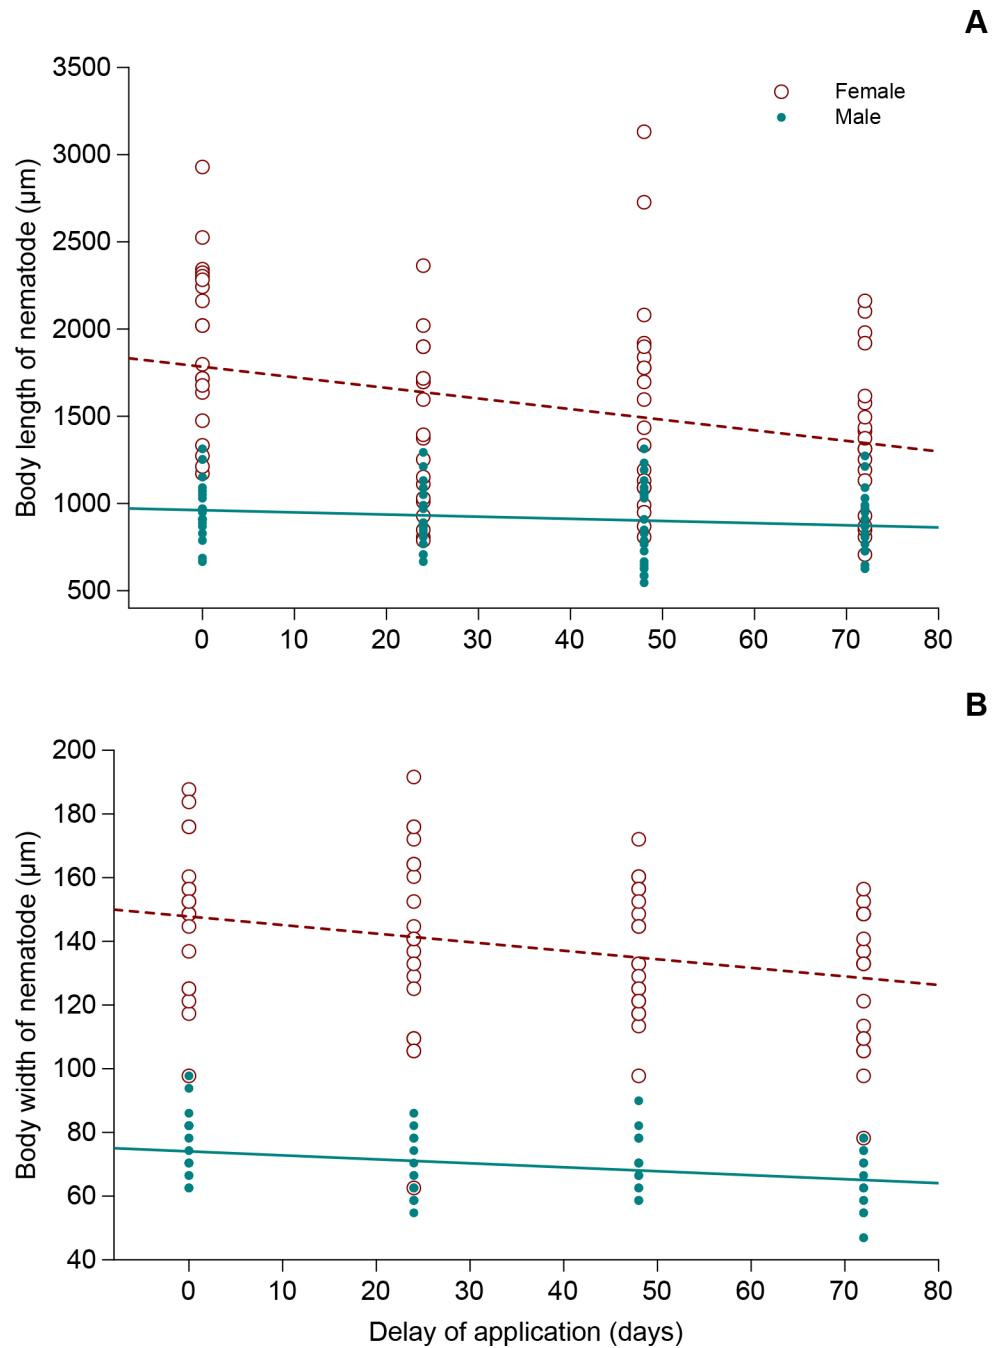 A
3500
3000
2500
2000
1500
1000
500
Body length of nematode (µm)
Female
Male
0 10 20 30 40 50 60 70 80
B
200
180
160
140
120
100
80
60
40
Body width of nematode (µm)
0 10 20 30 40 50 60 70 80
Delay of application (days)